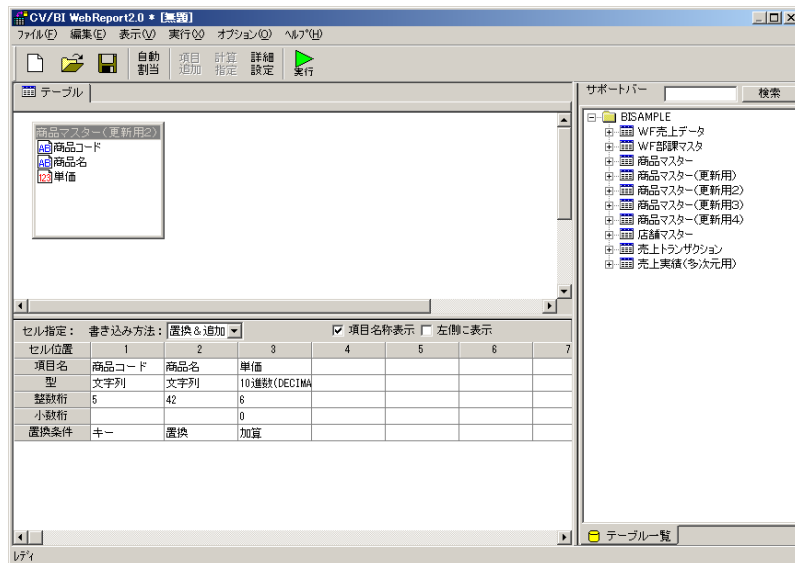 CV/BI WebReport2.0 * [無題]
ファイル(F) 編集(E) 表示(V) 実行(X) オプション(O) ヘルプ(H)
自動割当 項目追加 計算指定 詳細設定 実行
テーブル
サポートバー 検索
商品マスター(更新用2)
AB 商品コード
AB 商品名
123 単価
BISAMPLE
WF売上データ
WF部課マスタ
商品マスター
商品マスター(更新用)
商品マスター(更新用2)
商品マスター(更新用3)
商品マスター(更新用4)
店舗マスター
売上トランザクション
売上実績(多次元用)
セル指定: 書き込み方法: 置換&追加 項目名称表示 左側に表示
セル位置 1 2 3 4 5 6 7
項目名 商品コード 商品名 単価
型 文字列 文字列 10進数(DECIMA
整数桁 5 42 6
小数桁 0
置換条件 キー 置換 加算
テーブル一覧
レディ